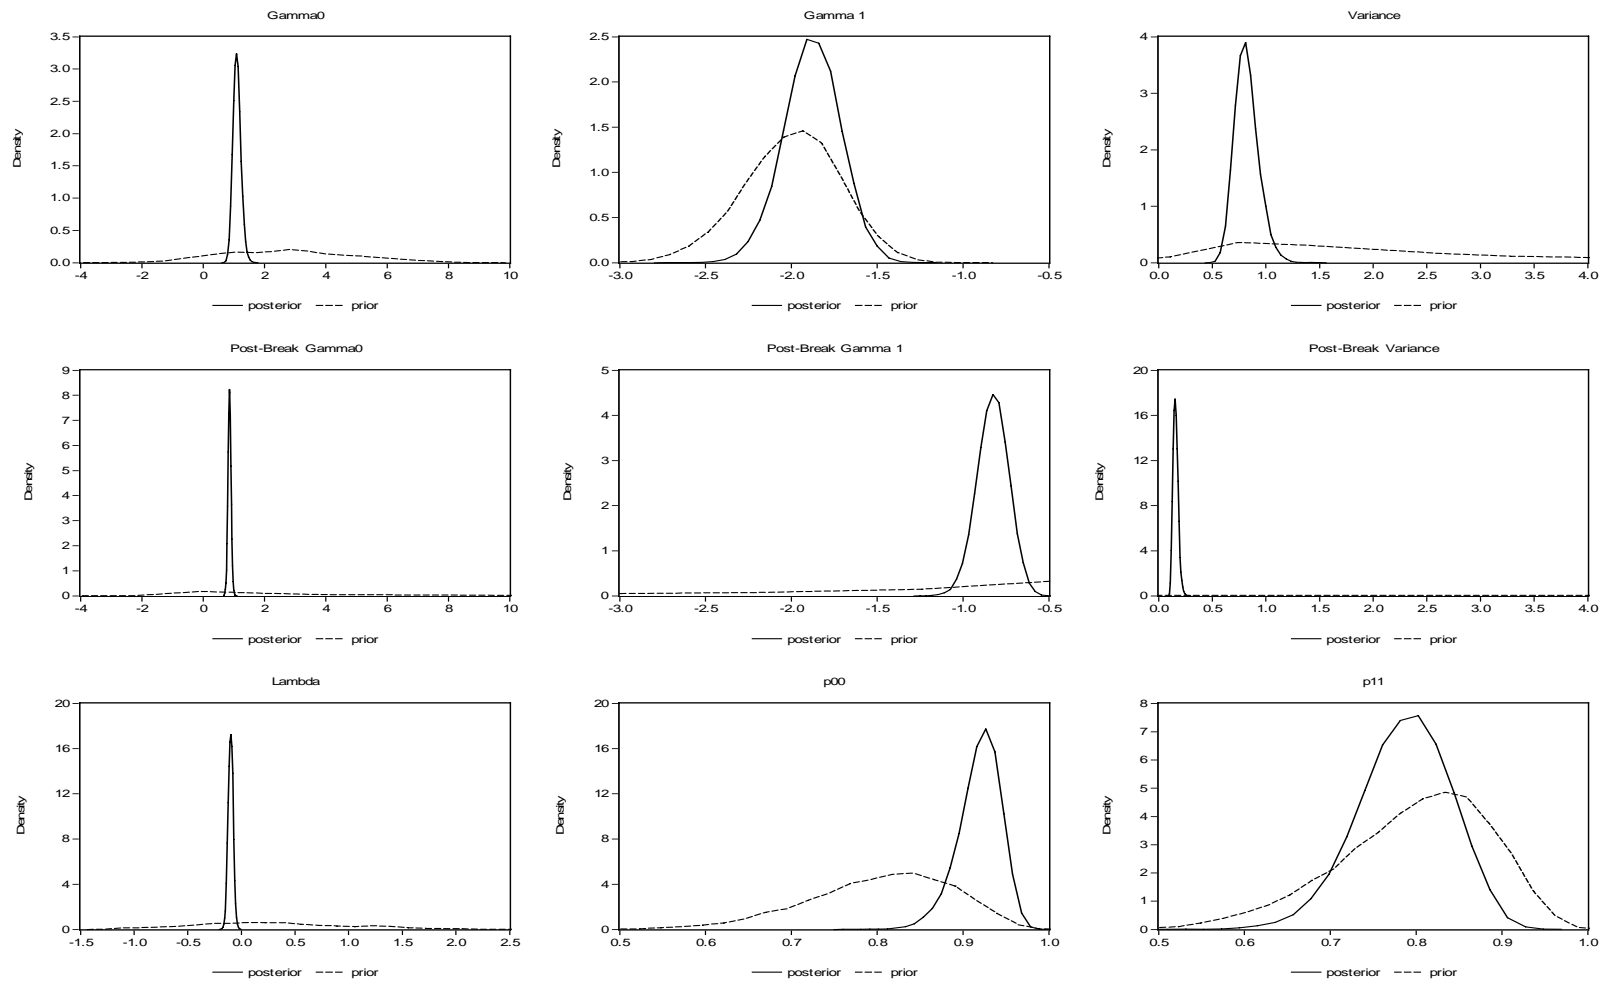 Gamma0 Gamma 1 Variance
3.5 2.5 4
3.0
2.5 2.0 3
2.0 1.5
Density Density Density
1.5 2
1.0
1.0 1
0.5 0.5
0.0 0.0 0
-4 -2 0 2 4 6 8 10 -3.0 -2.5 -2.0 -1.5 -1.0 -0.5 0.0 0.5 1.0 1.5 2.0 2.5 3.0 3.5 4.0
posterior prior posterior prior posterior prior
Post-Break Gamma0 Post-Break Gamma 1 Post-Break Variance
9 5 20
8
7 4 16
6
5 3 12
Density Density Density
4 2 8
3
2 1 4
1
0 0 0
-4 -2 0 2 4 6 8 10 -3.0 -2.5 -2.0 -1.5 -1.0 -0.5 0.0 0.5 1.0 1.5 2.0 2.5 3.0 3.5 4.0
posterior prior posterior prior posterior prior
Lambda p00 p11
20 20 8
7
16 16 6
12 12 5
Density Density Density
4
8 8 3
4 4 2
1
0 0 0
-1.5 -1.0 -0.5 0.0 0.5 1.0 1.5 2.0 2.5 0.5 0.6 0.7 0.8 0.9 1.0 0.5 0.6 0.7 0.8 0.9 1.0
posterior prior posterior prior posterior prior